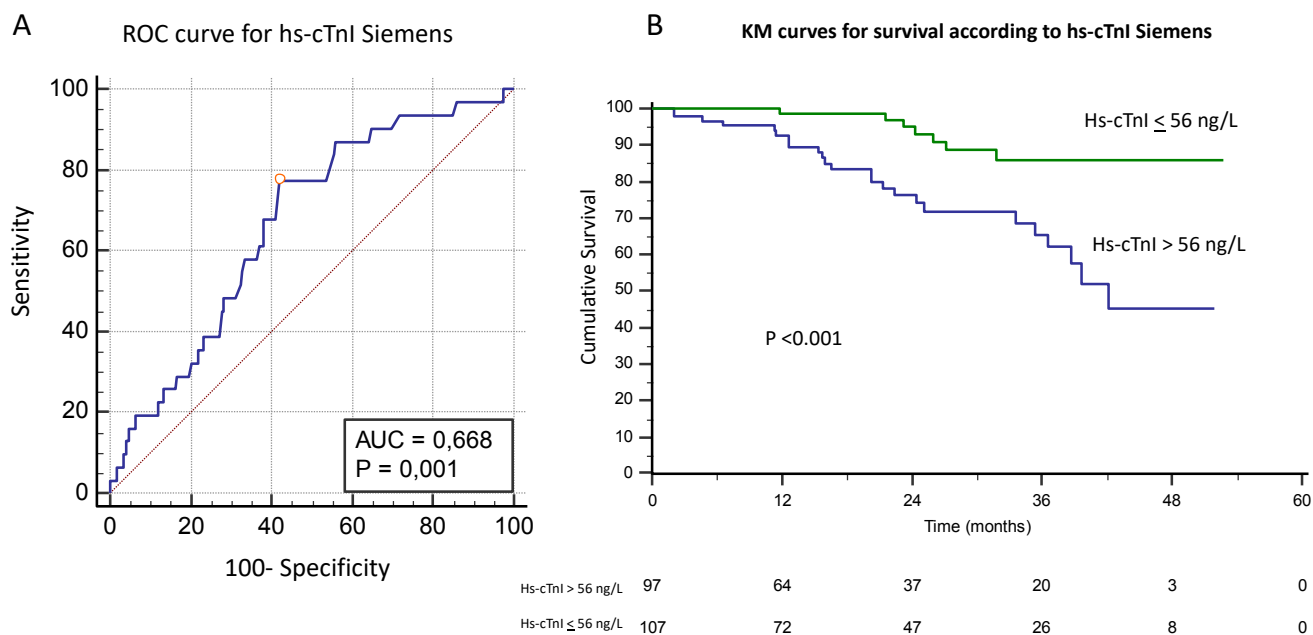 A
ROC curve for hs-cTnI Siemens
100
80
60
40
20
0
Sensitivity
0 20 40 60 80 100
100- Specificity
AUC = 0,668
P = 0,001
B
KM curves for survival according to hs-cTnI Siemens
100
90
80
70
60
50
40
30
20
10
0
Cumulative Survival
Hs-cTnI ≤ 56 ng/L
Hs-cTnI > 56 ng/L
P <0.001
0 12 24 36 48 60
Time (months)
Hs-cTnI > 56 ng/L 97 64 37 20 3 0
Hs-cTnI ≤ 56 ng/L 107 72 47 26 8 0